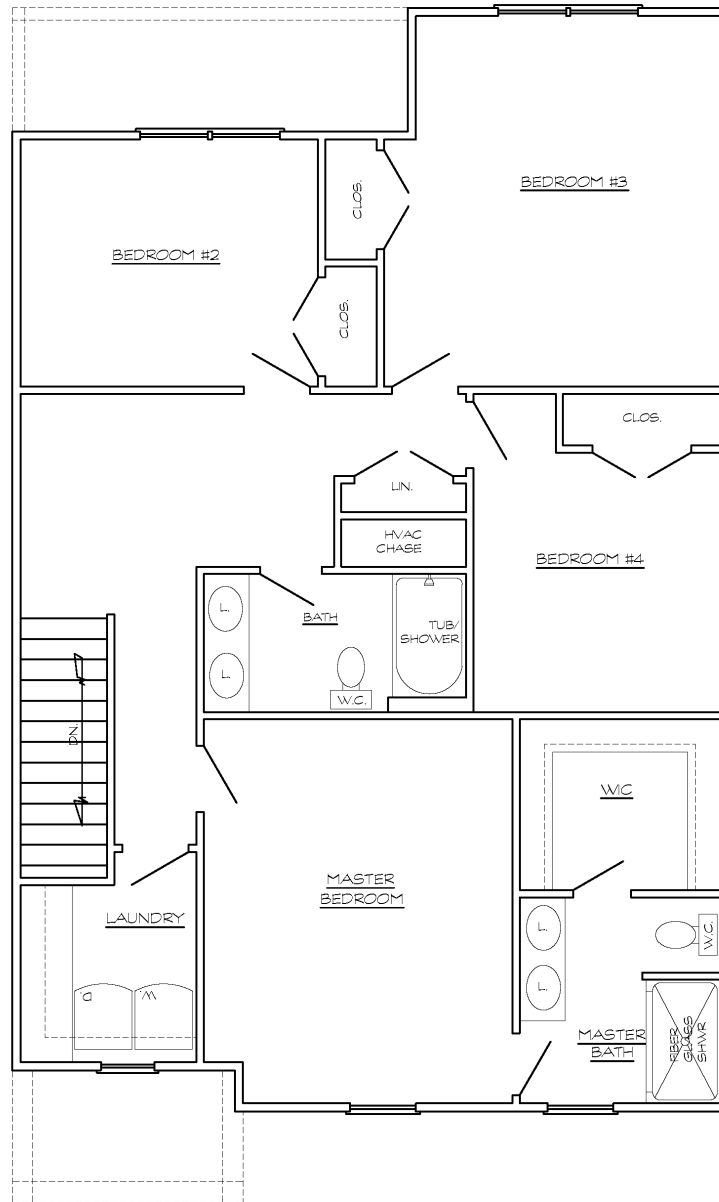 BEDROOM #3
CLOS.
BEDROOM #2
CLOS.
CLOS.
LIN.
HVAC
CHASE
BEDROOM #4
L.
BATH
TUB/
SHOWER
L.
W.C.
DN.
WIC
MASTER
BEDROOM
LAUNDRY
L.
W.C.
D.
W.
L.
MASTER
BATH
FIBER
GLASS
SHWR